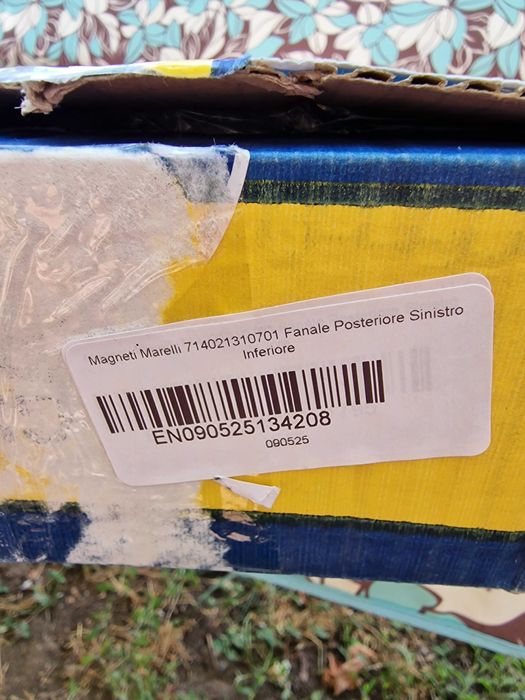 Magneti Marelli 714021310701 Fanale Posteriore Sinistro
Inferiore
EN090525134208
090525